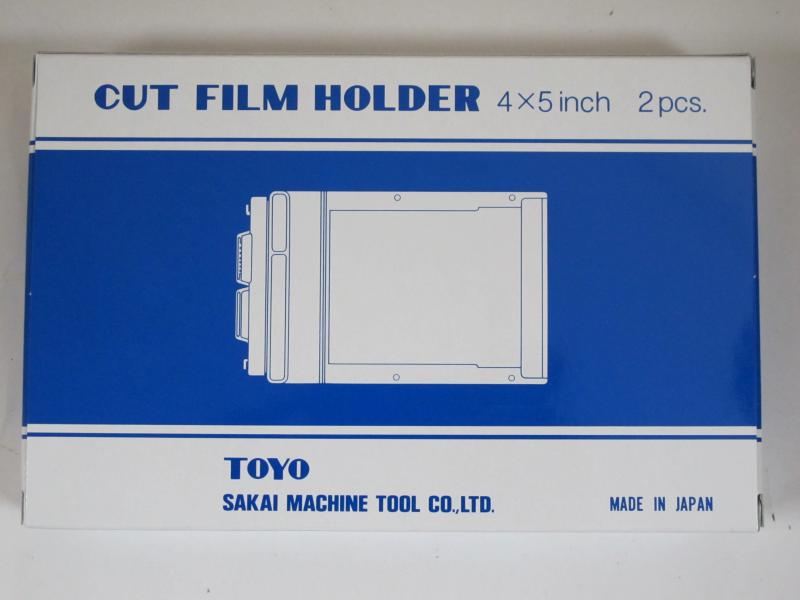 CUT FILM HOLDER 4×5 inch 2 pcs.
TOYO
SAKAI MACHINE TOOL CO.,LTD. MADE IN JAPAN